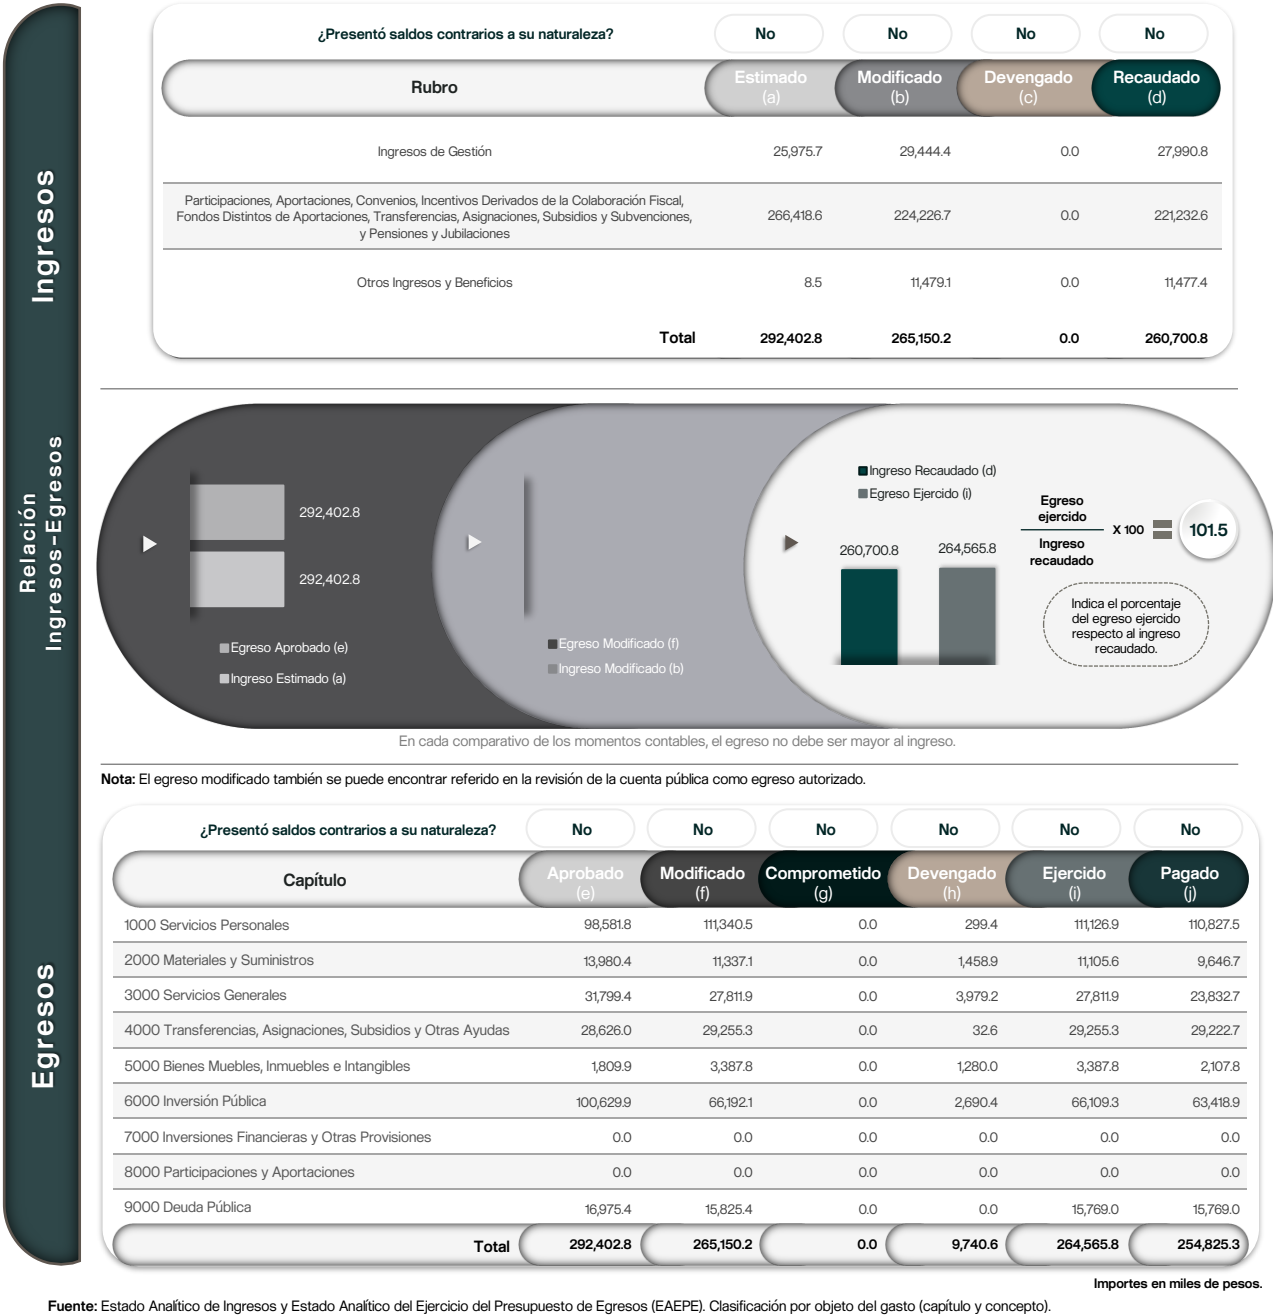 Ingresos
¿Presentó saldos contrarios a su naturaleza? No No No No
Rubro Estimado (a) Modificado (b) Devengado (c) Recaudado (d)
Ingresos de Gestión 25,975.7 29,444.4 0.0 27,990.8
Participaciones, Aportaciones, Convenios, Incentivos Derivados de la Colaboración Fiscal,
Fondos Distintos de Aportaciones, Transferencias, Asignaciones, Subsidios y Subvenciones, 266,418.6 224,226.7 0.0 221,232.6
y Pensiones y Jubilaciones
Otros Ingresos y Beneficios 8.5 11,479.1 0.0 11,477.4
Total 292,402.8 265,150.2 0.0 260,700.8
Relación
Ingresos-Egresos
292,402.8
292,402.8
Egreso Aprobado (e)
Ingreso Estimado (a)
Egreso Modificado (f)
Ingreso Modificado (b)
Ingreso Recaudado (d)
Egreso Ejercido (i)
260,700.8 264,565.8
Egreso
ejercido
Ingreso
recaudado
X 100 = 101.5
Indica el porcentaje
del egreso ejercido
respecto al ingreso
recaudado.
En cada comparativo de los momentos contables, el egreso no debe ser mayor al ingreso.
Nota: El egreso modificado también se puede encontrar referido en la revisión de la cuenta pública como egreso autorizado.
Egresos
¿Presentó saldos contrarios a su naturaleza? No No No No No No
Capítulo Aprobado (e) Modificado (f) Comprometido (g) Devengado (h) Ejercido (i) Pagado (j)
1000 Servicios Personales 98,581.8 111,340.5 0.0 299.4 111,126.9 110,827.5
2000 Materiales y Suministros 13,980.4 11,337.1 0.0 1,458.9 11,105.6 9,646.7
3000 Servicios Generales 31,799.4 27,811.9 0.0 3,979.2 27,811.9 23,832.7
4000 Transferencias, Asignaciones, Subsidios y Otras Ayudas 28,626.0 29,255.3 0.0 32.6 29,255.3 29,222.7
5000 Bienes Muebles, Inmuebles e Intangibles 1,809.9 3,387.8 0.0 1,280.0 3,387.8 2,107.8
6000 Inversión Pública 100,629.9 66,192.1 0.0 2,690.4 66,109.3 63,418.9
7000 Inversiones Financieras y Otras Provisiones 0.0 0.0 0.0 0.0 0.0 0.0
8000 Participaciones y Aportaciones 0.0 0.0 0.0 0.0 0.0 0.0
9000 Deuda Pública 16,975.4 15,825.4 0.0 0.0 15,769.0 15,769.0
Total 292,402.8 265,150.2 0.0 9,740.6 264,565.8 254,825.3
Importes en miles de pesos.
Fuente: Estado Analítico de Ingresos y Estado Analítico del Ejercicio del Presupuesto de Egresos (EAEPE). Clasificación por objeto del gasto (capítulo y concepto).